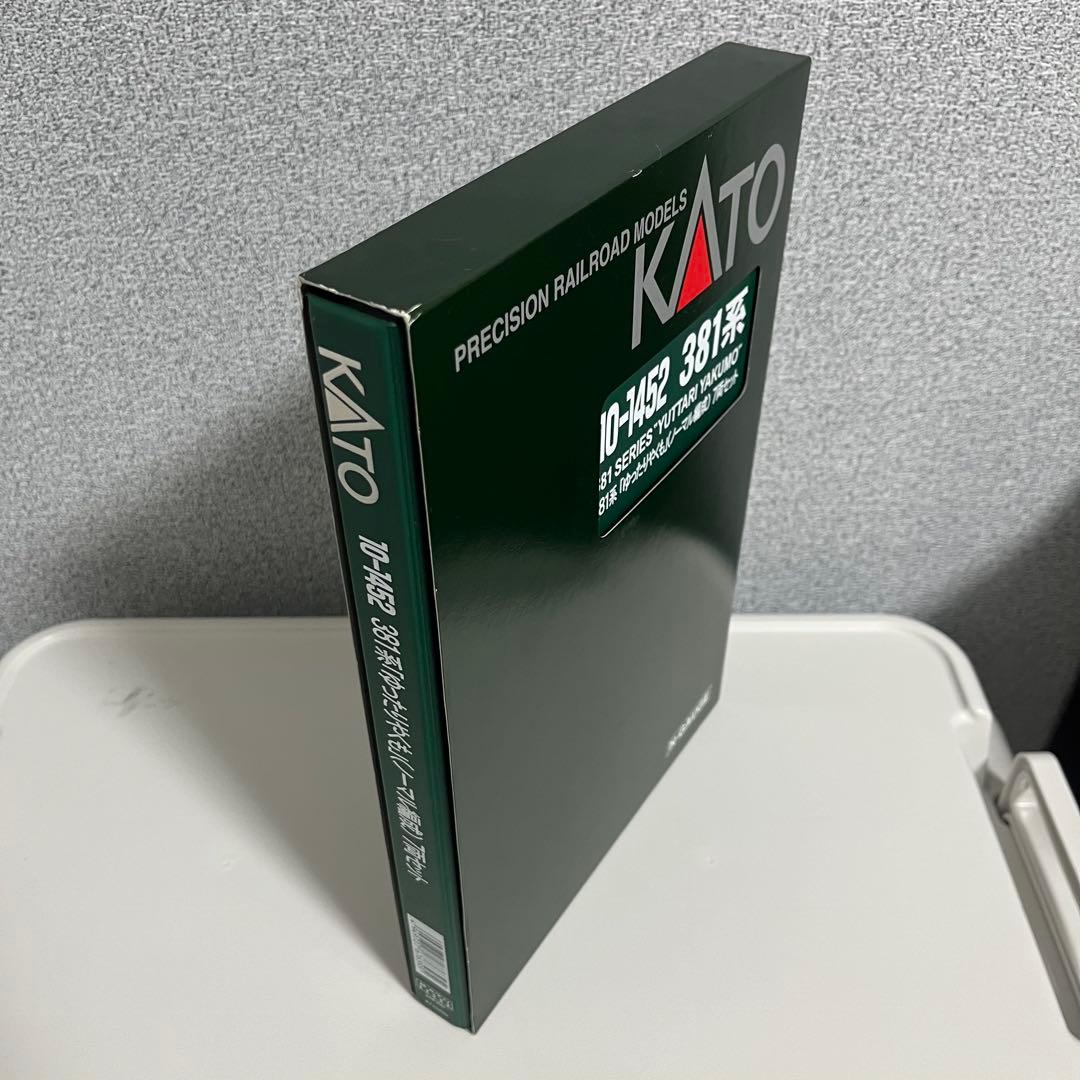 PRECISION RAILROAD MODELS
KATO
10-1452 381系
81 SERIES "YUTTARI YAKUMO"
81系「ゆったりやくも」(ノーマル編成) 7両セット
KATO 10-1452 381系「ゆったりやくも」(ノーマル編成) 7両セット